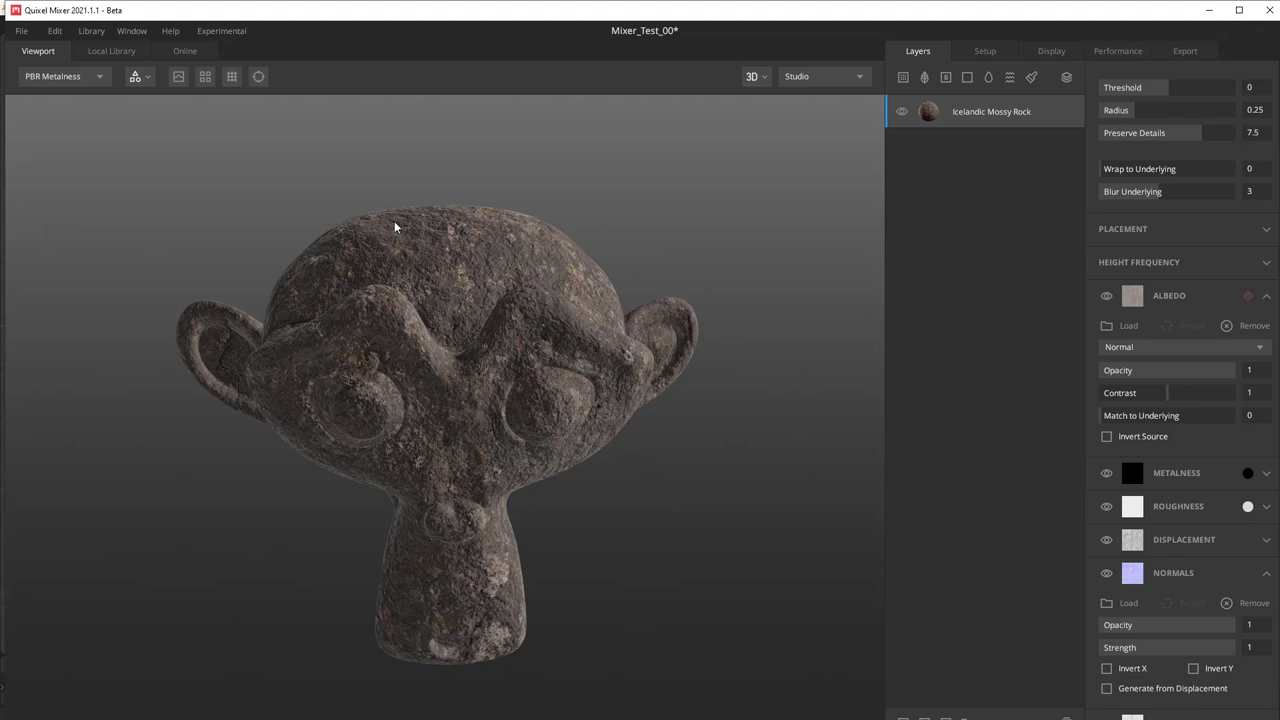 Quixel Mixer 2021.1.1 - Beta
File Edit Library Window Help Experimental Mixer_Test_00*
Viewport Local Library Online Layers Setup Display Performance Export
PBR Metalness 3D Studio
Threshold 0
Icelandic Mossy Rock
Radius 0.25
Preserve Details 7.5
Wrap to Underlying 0
Blur Underlying 3
PLACEMENT
HEIGHT FREQUENCY
ALBEDO
Load Remove
Normal
Opacity 1
Contrast 1
Match to Underlying 0
Invert Source
METALNESS
ROUGHNESS
DISPLACEMENT
NORMALS
Load Remove
Opacity 1
Strength 1
Invert X Invert Y
Generate from Displacement